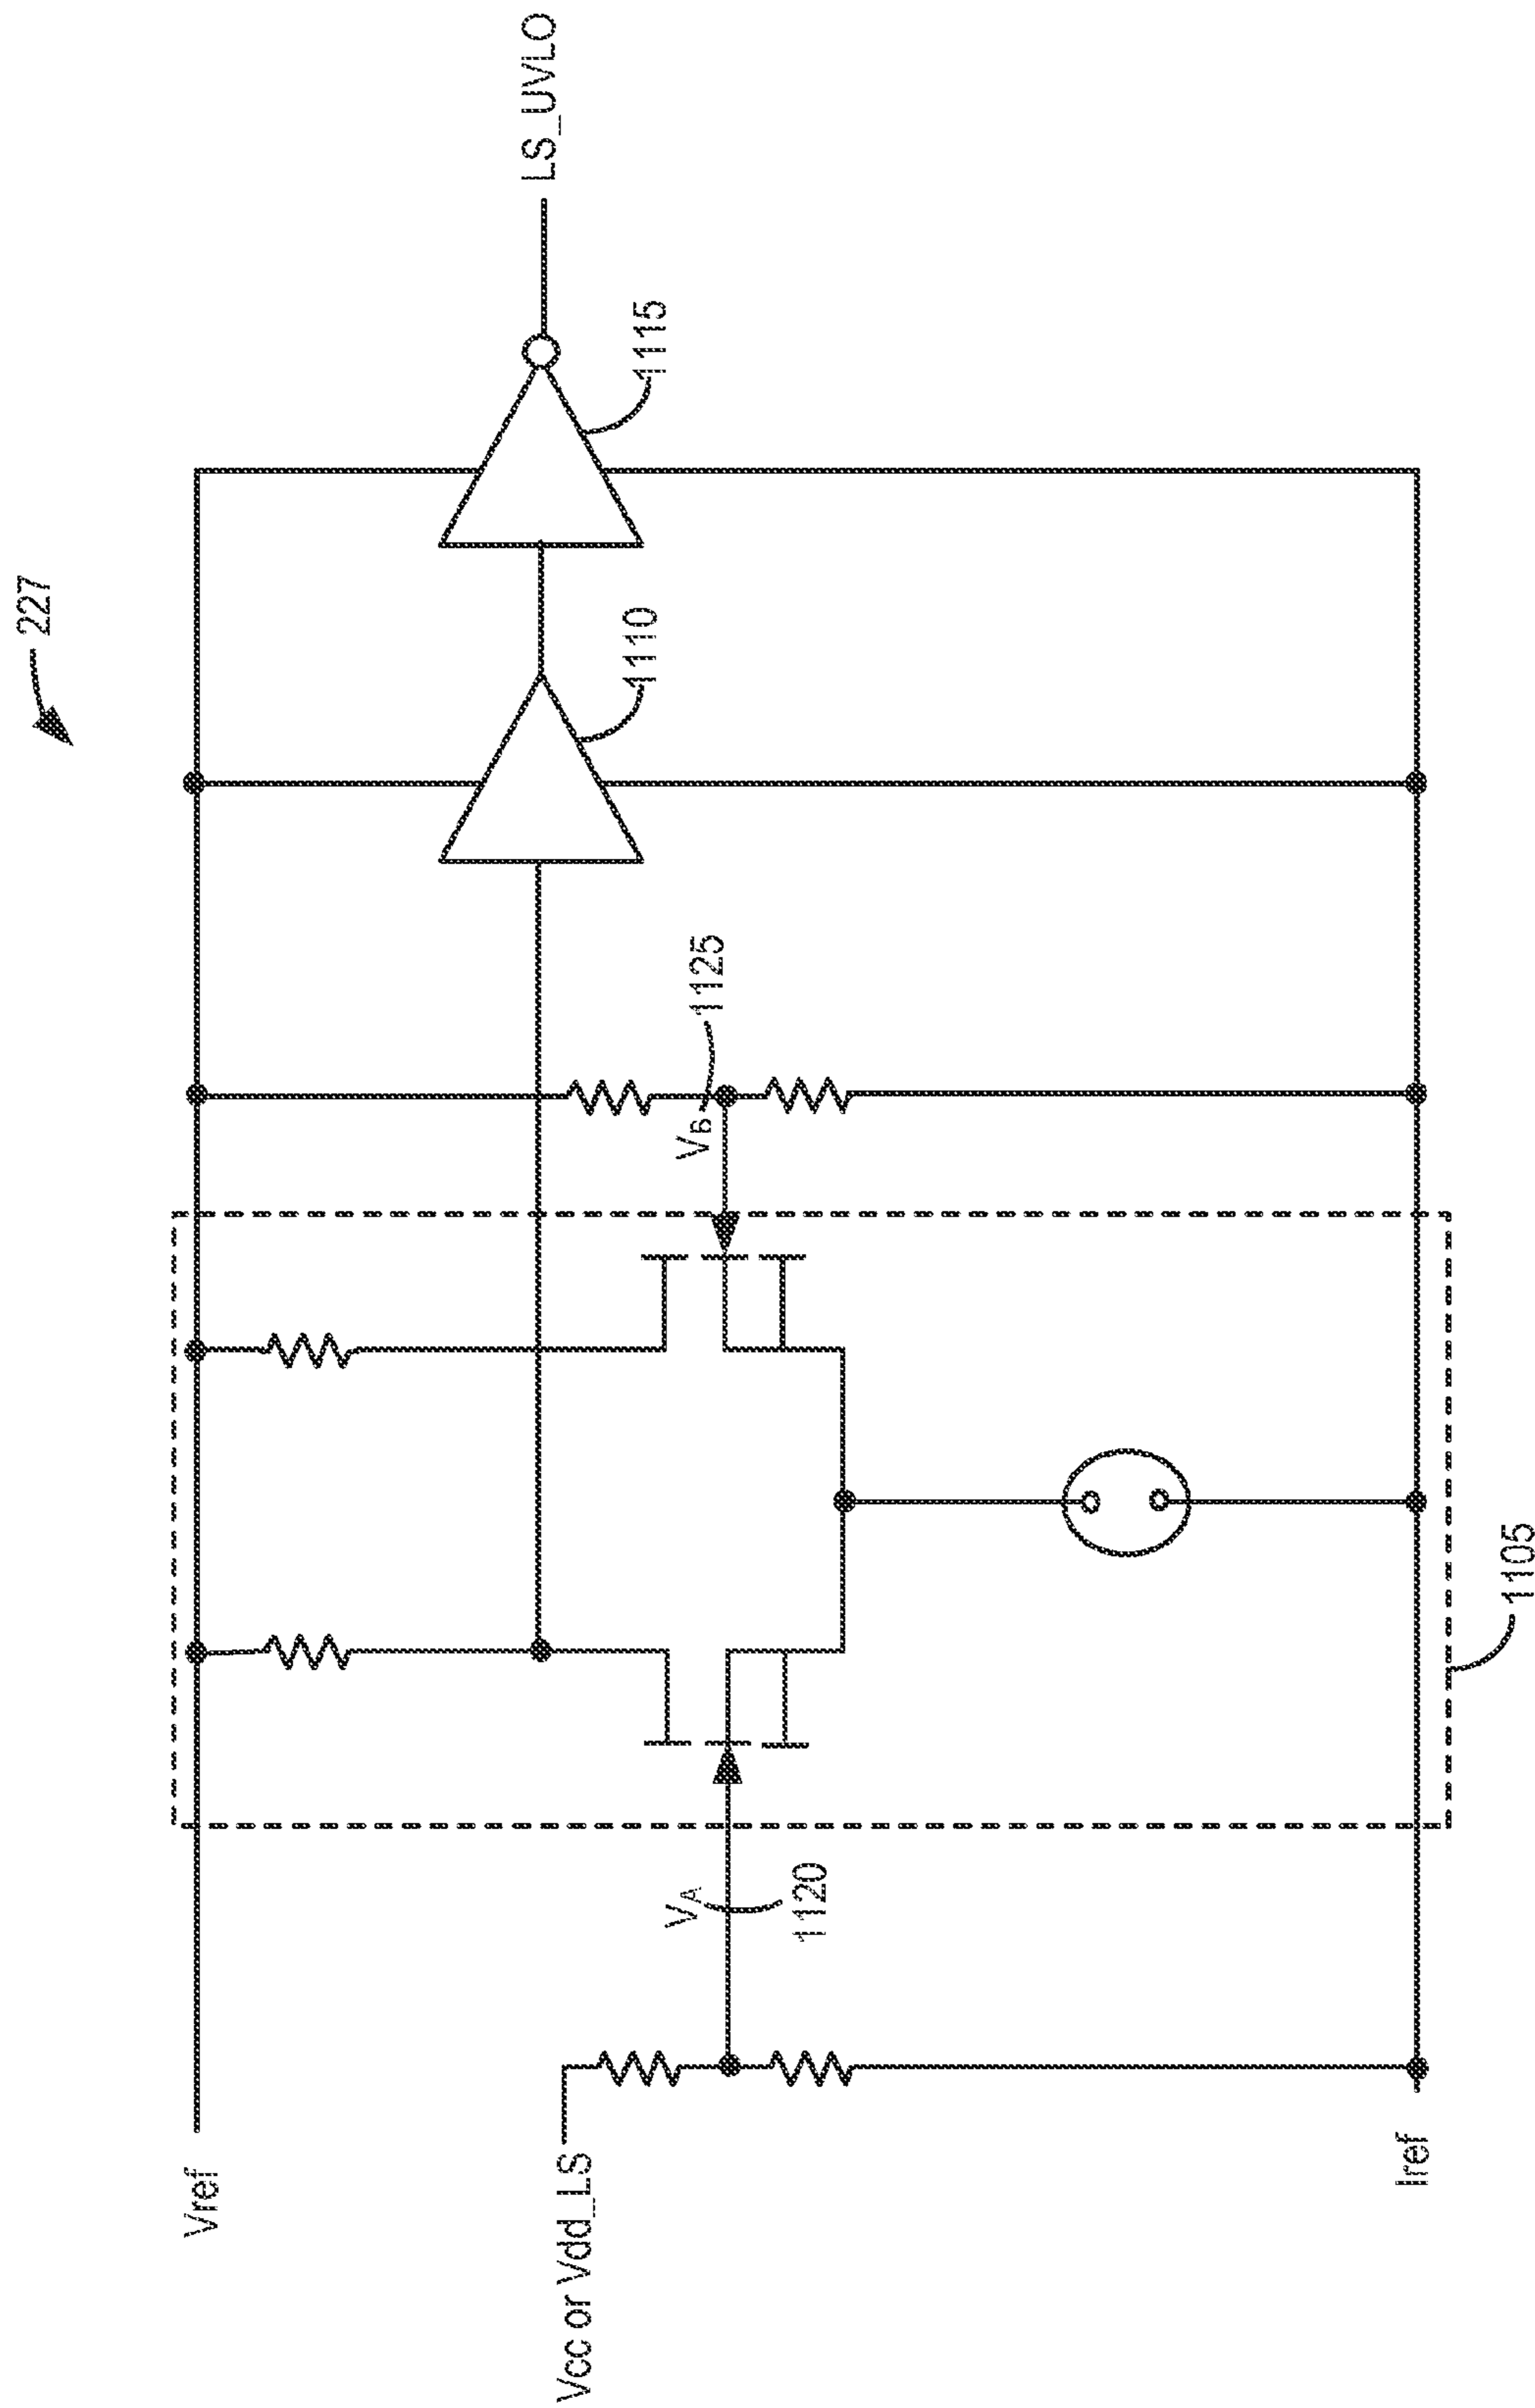 227
Vref
Vcc or Vdd_LS
Iref
VA
1120
VB
1125
1110
1115
LS_UVLO
1105